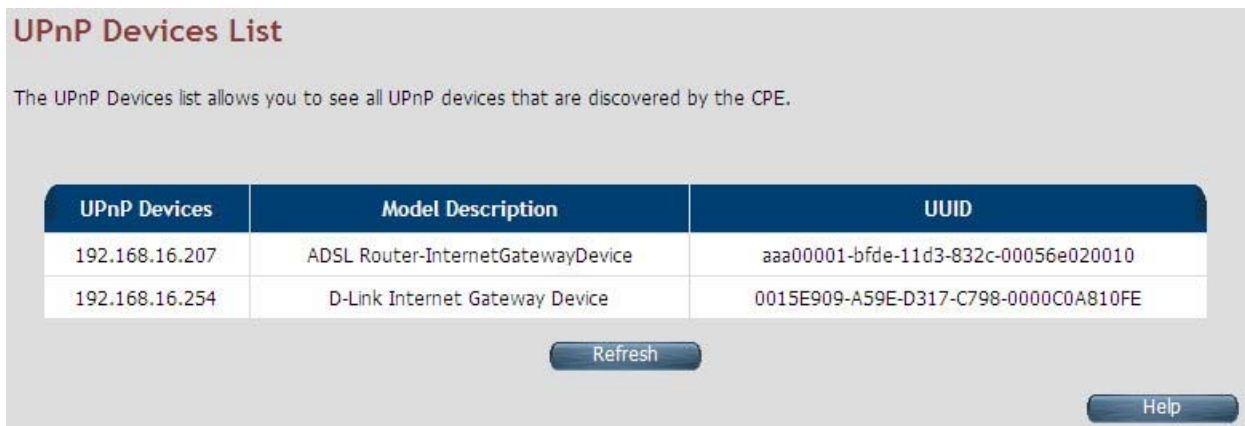 UPnP Devices List
The UPnP Devices list allows you to see all UPnP devices that are discovered by the CPE.
UPnP Devices Model Description UUID
192.168.16.207 ADSL Router-InternetGatewayDevice aaa00001-bfde-11d3-832c-00056e020010
192.168.16.254 D-Link Internet Gateway Device 0015E909-A59E-D317-C798-0000C0A810FE
Refresh
Help